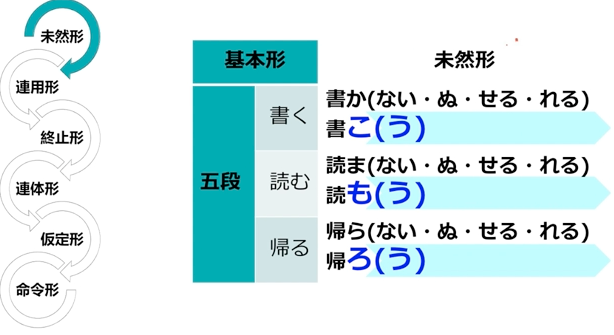 未然形
連用形
終止形
連体形
仮定形
命令形
基本形
未然形
五段
書く
書か(ない・ぬ・せる・れる)
書こ(う)
読む
読ま(ない・ぬ・せる・れる)
読も(う)
帰る
帰ら(ない・ぬ・せる・れる)
帰ろ(う)